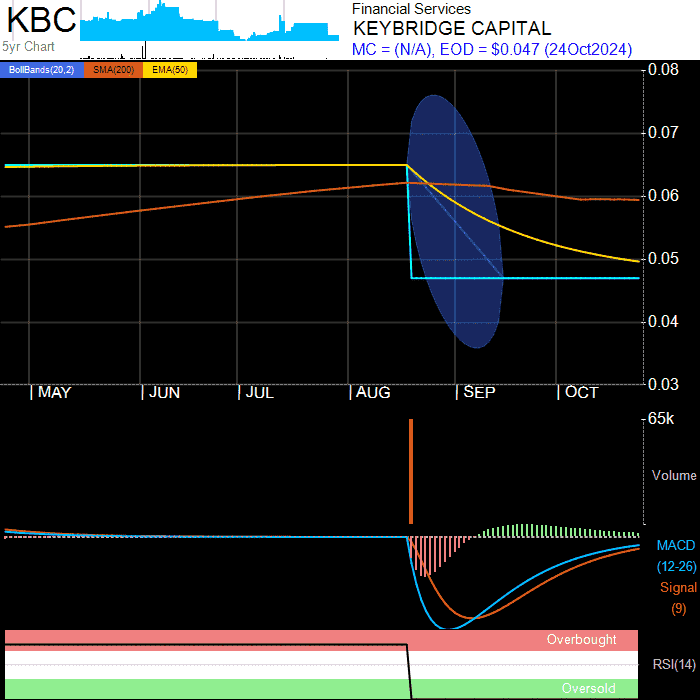 KBC
5yr Chart
Financial Services
KEYBRIDGE CAPITAL
MC = (N/A), EOD = $0.047 (24Oct2024)
BollBands(20,2) SMA(200) EMA(50)
0.08
0.07
0.06
0.05
0.04
0.03
MAY JUN JUL AUG SEP OCT
65k
Volume
MACD
(12-26)
Signal
(9)
Overbought
RSI(14)
Oversold